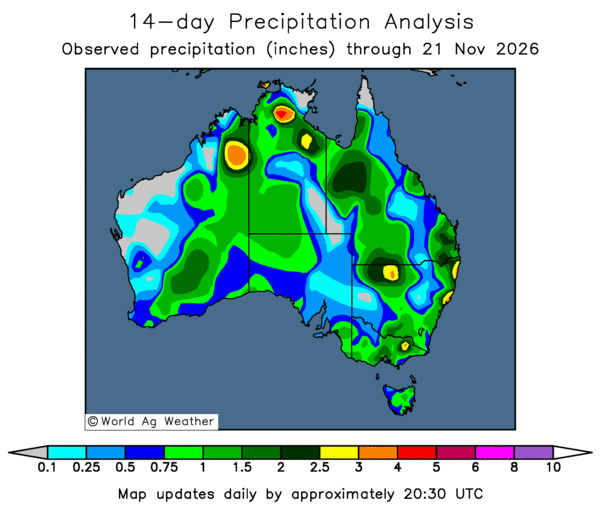 14-day Precipitation Analysis
Observed precipitation (inches) through 21 Nov 2026
©World Ag Weather
0.1 0.25 0.5 0.75 1 1.5 2 2.5 3 4 5 6 8 10
Map updates daily by approximately 20:30 UTC